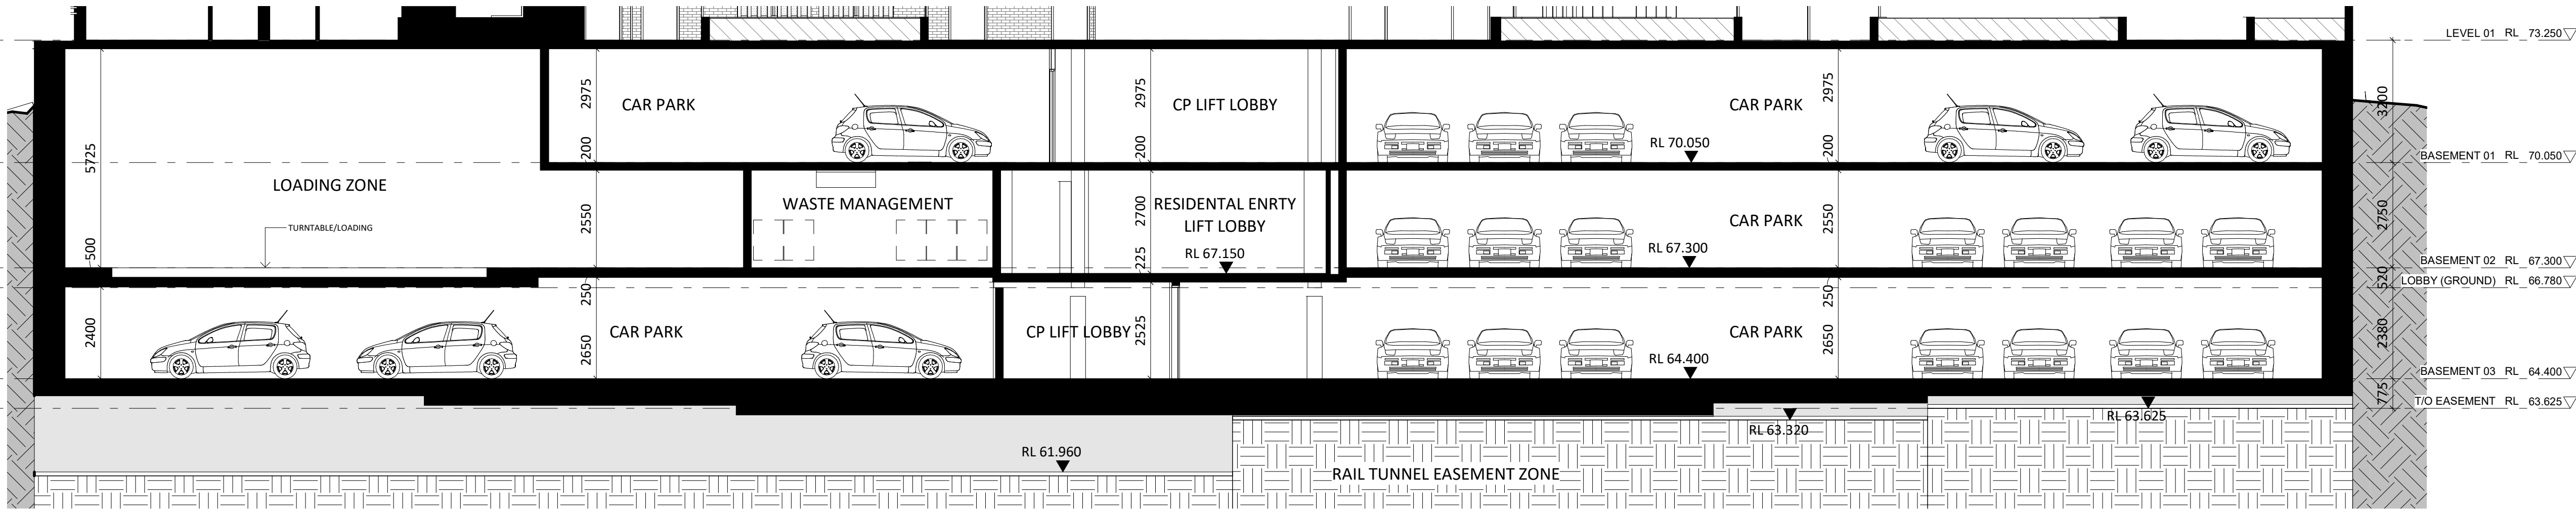 LEVEL 01 RL 73.250
5725
2975
CAR PARK
2975
CP LIFT LOBBY
CAR PARK
2975
3200
200
200
RL 70.050
200
BASEMENT 01 RL 70.050
LOADING ZONE
TURNTABLE/LOADING
500
2550
WASTE MANAGEMENT
2700
RESIDENTAL ENRTY
LIFT LOBBY
RL 67.150
225
CAR PARK
RL 67.300
2550
2750
BASEMENT 02 RL 67.300
520
LOBBY (GROUND) RL 66.780
2400
250
2650
CAR PARK
CP LIFT LOBBY
2525
CAR PARK
RL 64.400
250
2650
2380
BASEMENT 03 RL 64.400
775
T/O EASEMENT RL 63.625
RL 61.960
RL 63.320
RL 63.625
RAIL TUNNEL EASEMENT ZONE